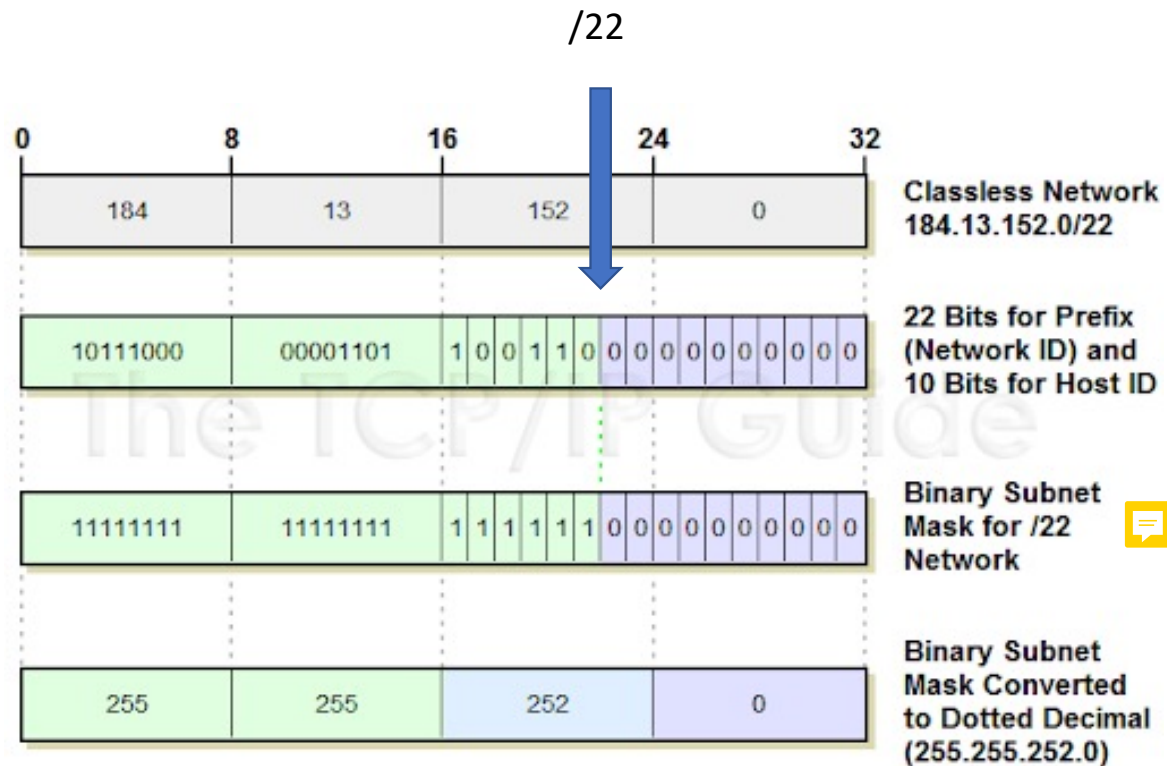 /22
0 8 16 24 32
184 13 152 0
Classless Network
184.13.152.0/22
10111000 00001101 1 0 0 1 1 0 0 0 0 0 0 0 0 0 0 0
22 Bits for Prefix
(Network ID) and
10 Bits for Host ID
The TCP/IP Guide
11111111 11111111 1 1 1 1 1 1 0 0 0 0 0 0 0 0 0 0
Binary Subnet
Mask for /22
Network
255 255 252 0
Binary Subnet
Mask Converted
to Dotted Decimal
(255.255.252.0)